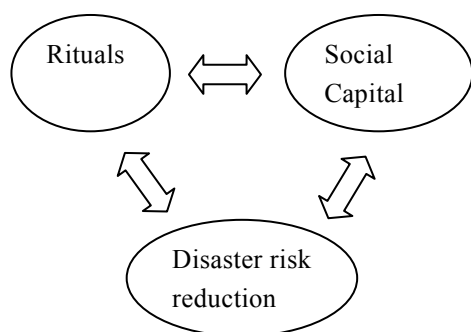 Rituals
Social
Capital
Disaster risk
reduction